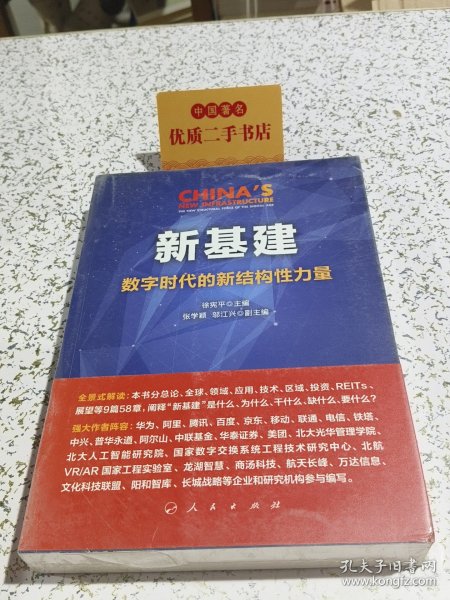 中国著名
优质二手书店
CHINA'S
NEW INFRASTRUCTURE
THE NEW STRUCTURAL FORCE OF THE DIGITAL AGE
新基建
数字时代的新结构性力量
徐宪平◎主编
张学颖 邬江兴◎副主编
全景式解读：本书分总论、全球、领域、应用、技术、区域、投资、REITs、
展望等9篇58章，阐释“新基建”是什么、为什么、干什么、缺什么、要什么？
强大作者阵容：华为、阿里、腾讯、百度、京东、移动、联通、电信、铁塔、
中兴、普华永道、阿尔山、中联基金、华泰证券、美团、北大光华管理学院、
北大人工智能研究院、国家数字交换系统工程技术研究中心、北航
VR/AR国家工程实验室、龙湖智慧、商汤科技、航天长峰、万达信息、
文化科技联盟、阳和智库、长城战略等企业和研究机构参与编写。
人民出版社
孔夫子旧书网
www.kongfz.com